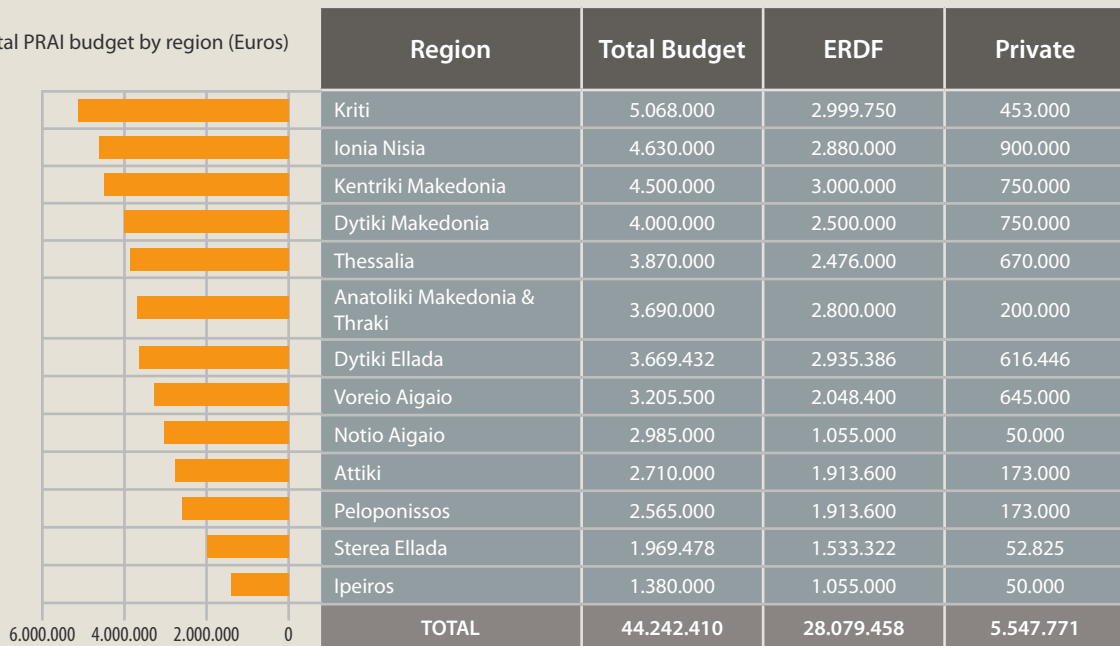 PRAI budget by region (Euros)
Region Total Budget ERDF Private
Kriti 5.068.000 2.999.750 453.000
Ionia Nisia 4.630.000 2.880.000 900.000
Kentriki Makedonia 4.500.000 3.000.000 750.000
Dytiki Makedonia 4.000.000 2.500.000 750.000
Thessalia 3.870.000 2.476.000 670.000
Anatoliki Makedonia &
Thraki 3.690.000 2.800.000 200.000
Dytiki Ellada 3.669.432 2.935.386 616.446
Voreio Aigaio 3.205.500 2.048.400 645.000
Notio Aigaio 2.985.000 1.055.000 50.000
Attiki 2.710.000 1.913.600 173.000
Peloponissos 2.565.000 1.913.600 173.000
Sterea Ellada 1.969.478 1.533.322 52.825
Ipeiros 1.380.000 1.055.000 50.000
TOTAL 44.242.410 28.079.458 5.547.771
6.000.000 4.000.000 2.000.000 0